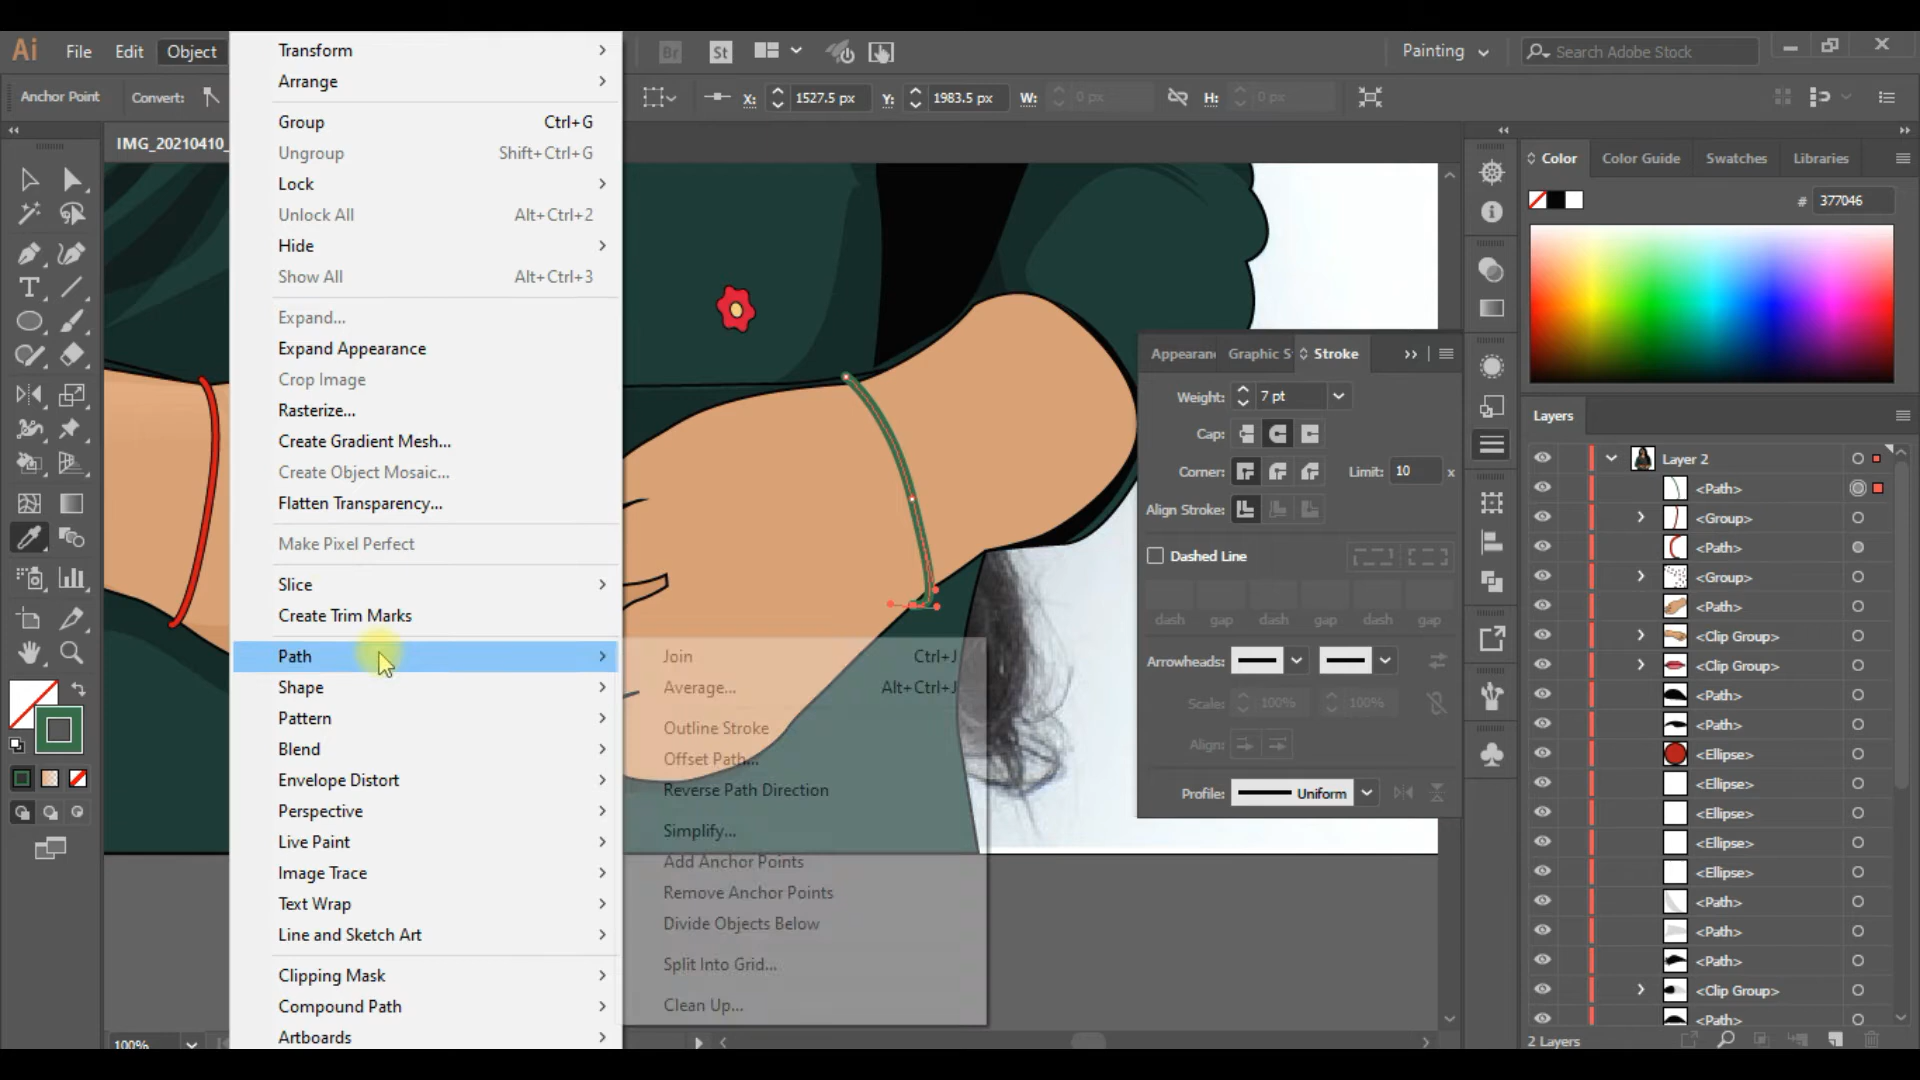 Ai File Edit Object
Br St Painting Search Adobe Stock
Anchor Point Convert: X: 1527.5 px Y: 1983.5 px W: 0 px H: 0 px
IMG_20210410_
Transform
Arrange
Group Ctrl+G
Ungroup Shift+Ctrl+G
Lock
Unlock All Alt+Ctrl+2
Hide
Show All Alt+Ctrl+3
Expand...
Expand Appearance
Crop Image
Rasterize...
Create Gradient Mesh...
Create Object Mosaic...
Flatten Transparency...
Make Pixel Perfect
Slice
Create Trim Marks
Path
Shape
Pattern
Blend
Envelope Distort
Perspective
Live Paint
Image Trace
Text Wrap
Line and Sketch Art
Clipping Mask
Compound Path
Artboards
Join Ctrl+J
Average... Alt+Ctrl+J
Outline Stroke
Offset Path...
Reverse Path Direction
Simplify...
Add Anchor Points
Remove Anchor Points
Divide Objects Below
Split Into Grid...
Clean Up...
Appearan Graphic S Stroke
Weight: 7 pt
Cap:
Corner: Limit: 10 x
Align Stroke:
Dashed Line
dash gap dash gap dash gap
Arrowheads:
Scale: 100% 100%
Align:
Profile: Uniform
Color Color Guide Swatches Libraries
# 377046
Layers
Layer 2
<Path>
<Group>
<Path>
<Group>
<Path>
<Clip Group>
<Clip Group>
<Path>
<Path>
<Ellipse>
<Ellipse>
<Ellipse>
<Ellipse>
<Ellipse>
<Path>
<Path>
<Path>
<Clip Group>
<Path>
2 Layers
100%